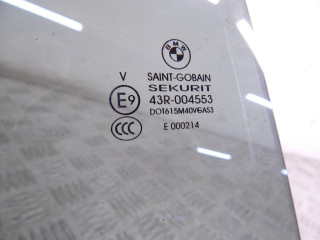 BMW
V SAINT-GOBAIN
SEKURIT
E9 43R-004553
DOT615M40V6AS3
CCC E 000214